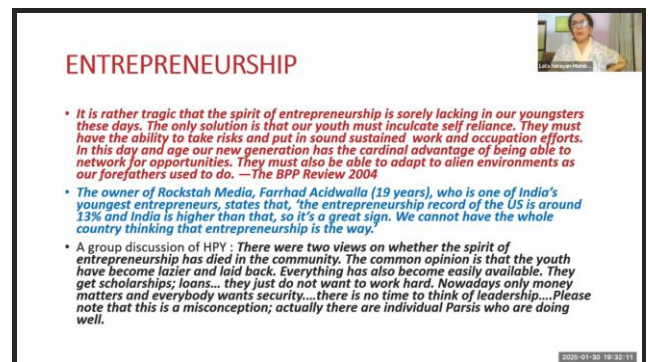 ENTREPRENEURSHIP
• It is rather tragic that the spirit of entrepreneurship is sorely lacking in our youngsters
these days. The only solution is that our youth must inculcate self reliance. They must
have the ability to take risks and put in sound sustained work and occupation efforts.
In this day and age our new generation has the cardinal advantage of being able to
network for opportunities. They must also be able to adapt to alien environments as
our forefathers used to do. —The BPP Review 2004
• The owner of Rockstah Media, Farrhad Acidwalla (19 years), who is one of India's
youngest entrepreneurs, states that, 'the entrepreneurship record of the US is around
13% and India is higher than that, so it's a great sign. We cannot have the whole
country thinking that entrepreneurship is the way.'
• A group discussion of HPY : There were two views on whether the spirit of
entrepreneurship has died in the community. The common opinion is that the youth
have become lazier and laid back. Everything has also become easily available. They
get scholarships; loans... they just do not want to work hard. Nowadays only money
matters and everybody wants security....there is no time to think of leadership....Please
note that this is a misconception; actually there are individual Parsis who are doing
well.
Lata Narayan
2025-01-30 19:32:11